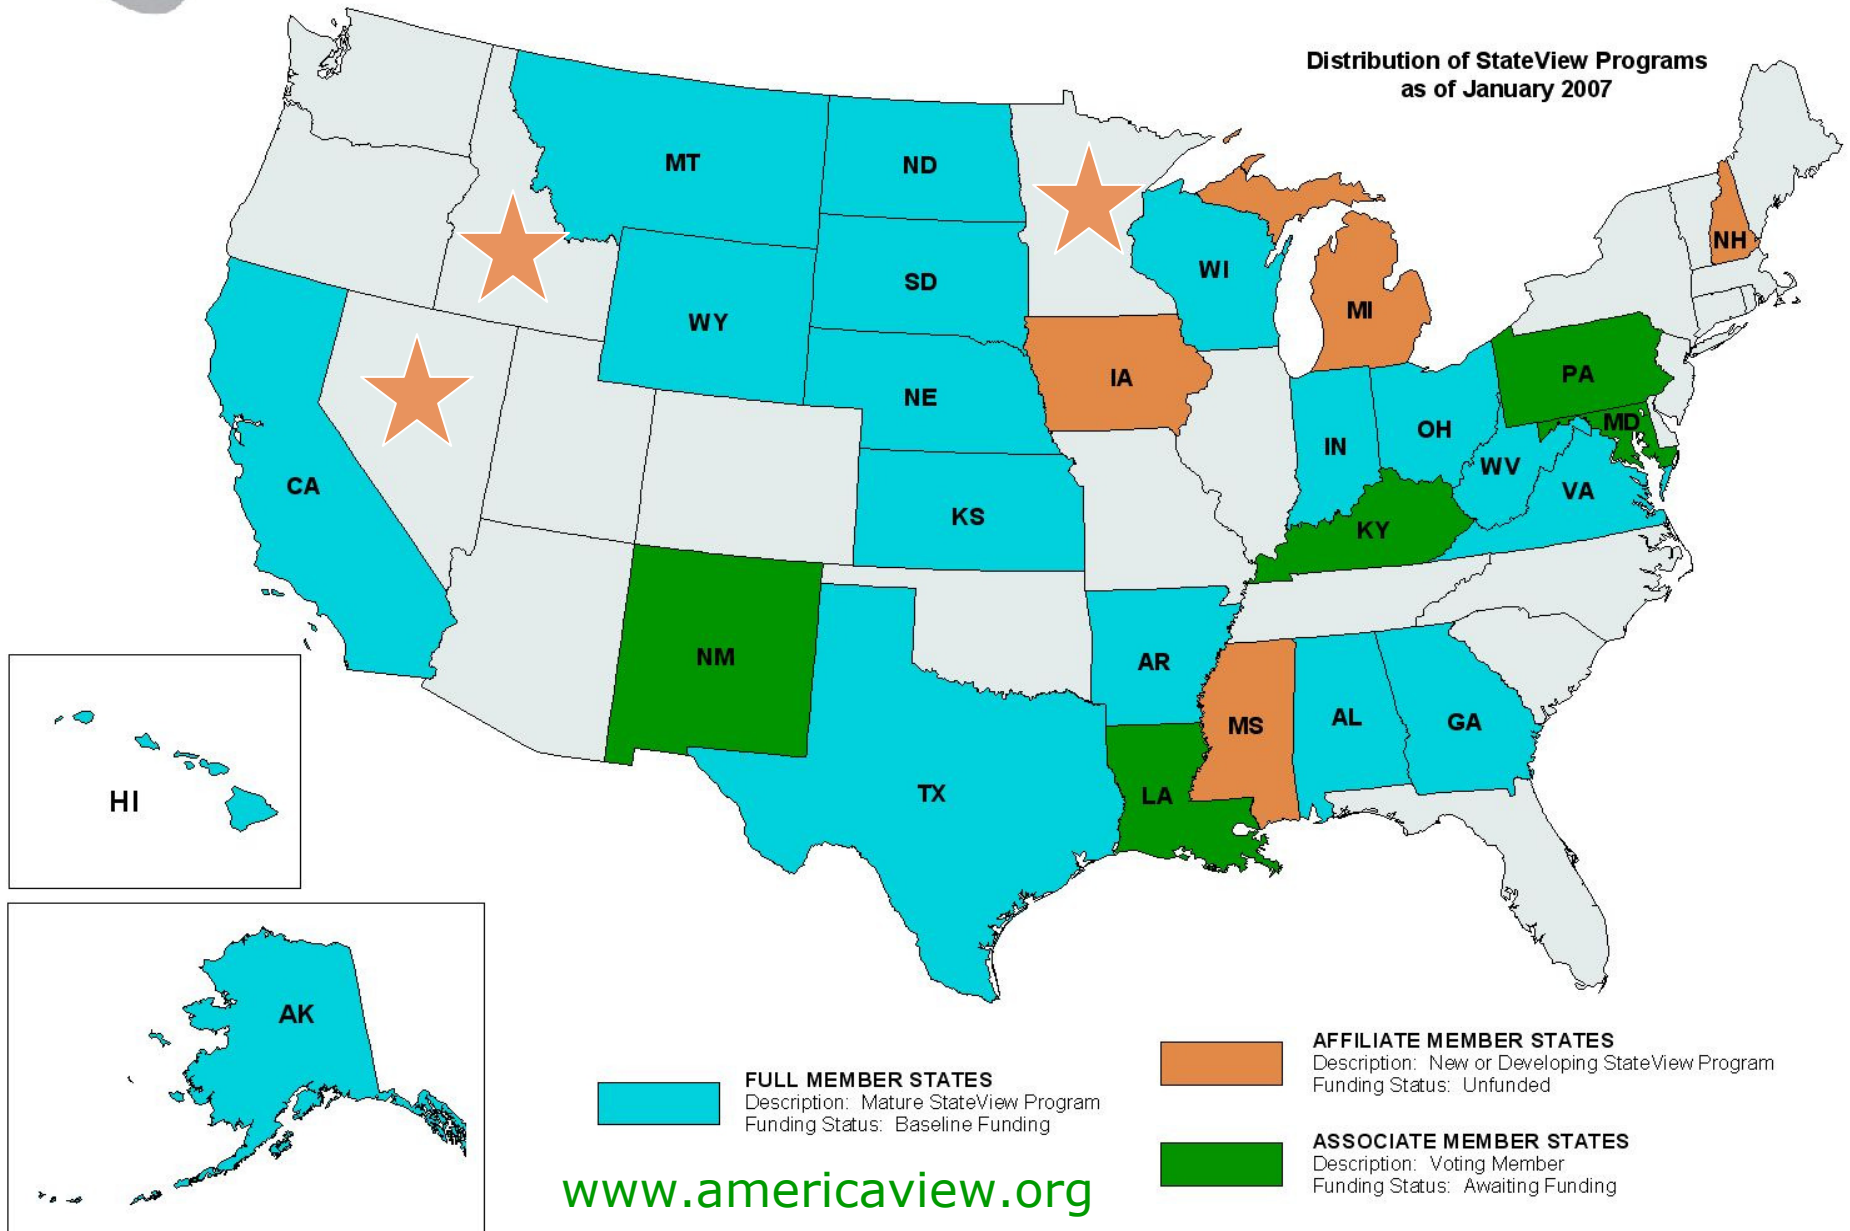 Distribution of StateView Programs
as of January 2007
MT
ND
NH
WI
SD
MI
WY
PA
IA
NE
MD
OH
IN
WV
CA
VA
KS
KY
NM
AR
AL
GA
MS
TX
LA
HI
AK
FULL MEMBER STATES
Description: Mature StateView Program
Funding Status: Baseline Funding
AFFILIATE MEMBER STATES
Description: New or Developing StateView Program
Funding Status: Unfunded
ASSOCIATE MEMBER STATES
Description: Voting Member
Funding Status: Awaiting Funding
www.americaview.org